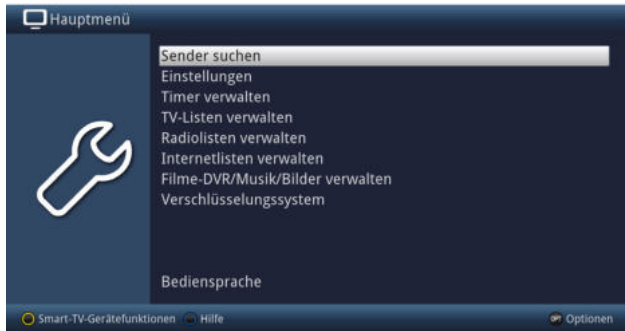 Hauptmenü
Sender suchen
Einstellungen
Timer verwalten
TV-Listen verwalten
Radiolisten verwalten
Internetlisten verwalten
Filme-DVR/Musik/Bilder verwalten
Verschlüsselungssystem
Bediensprache
Smart-TV-Gerätefunktionen Hilfe OPT Optionen